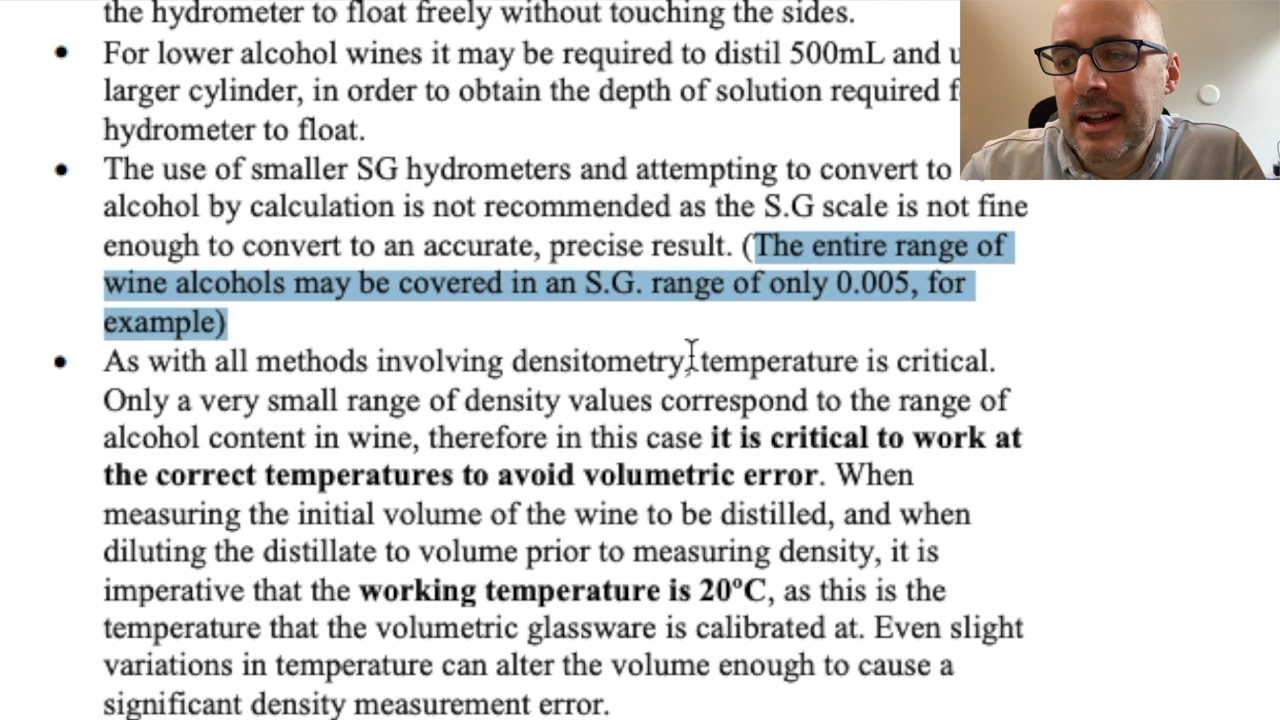 the hydrometer to float freely without touching the sides.
• For lower alcohol wines it may be required to distil 500mL and
larger cylinder, in order to obtain the depth of solution required
hydrometer to float.
• The use of smaller SG hydrometers and attempting to convert to
alcohol by calculation is not recommended as the S.G scale is not fine
enough to convert to an accurate, precise result. (The entire range of
wine alcohols may be covered in an S.G. range of only 0.005, for
example)
• As with all methods involving densitometry, temperature is critical.
Only a very small range of density values correspond to the range of
alcohol content in wine, therefore in this case it is critical to work at
the correct temperatures to avoid volumetric error. When
measuring the initial volume of the wine to be distilled, and when
diluting the distillate to volume prior to measuring density, it is
imperative that the working temperature is 20ºC, as this is the
temperature that the volumetric glassware is calibrated at. Even slight
variations in temperature can alter the volume enough to cause a
significant density measurement error.